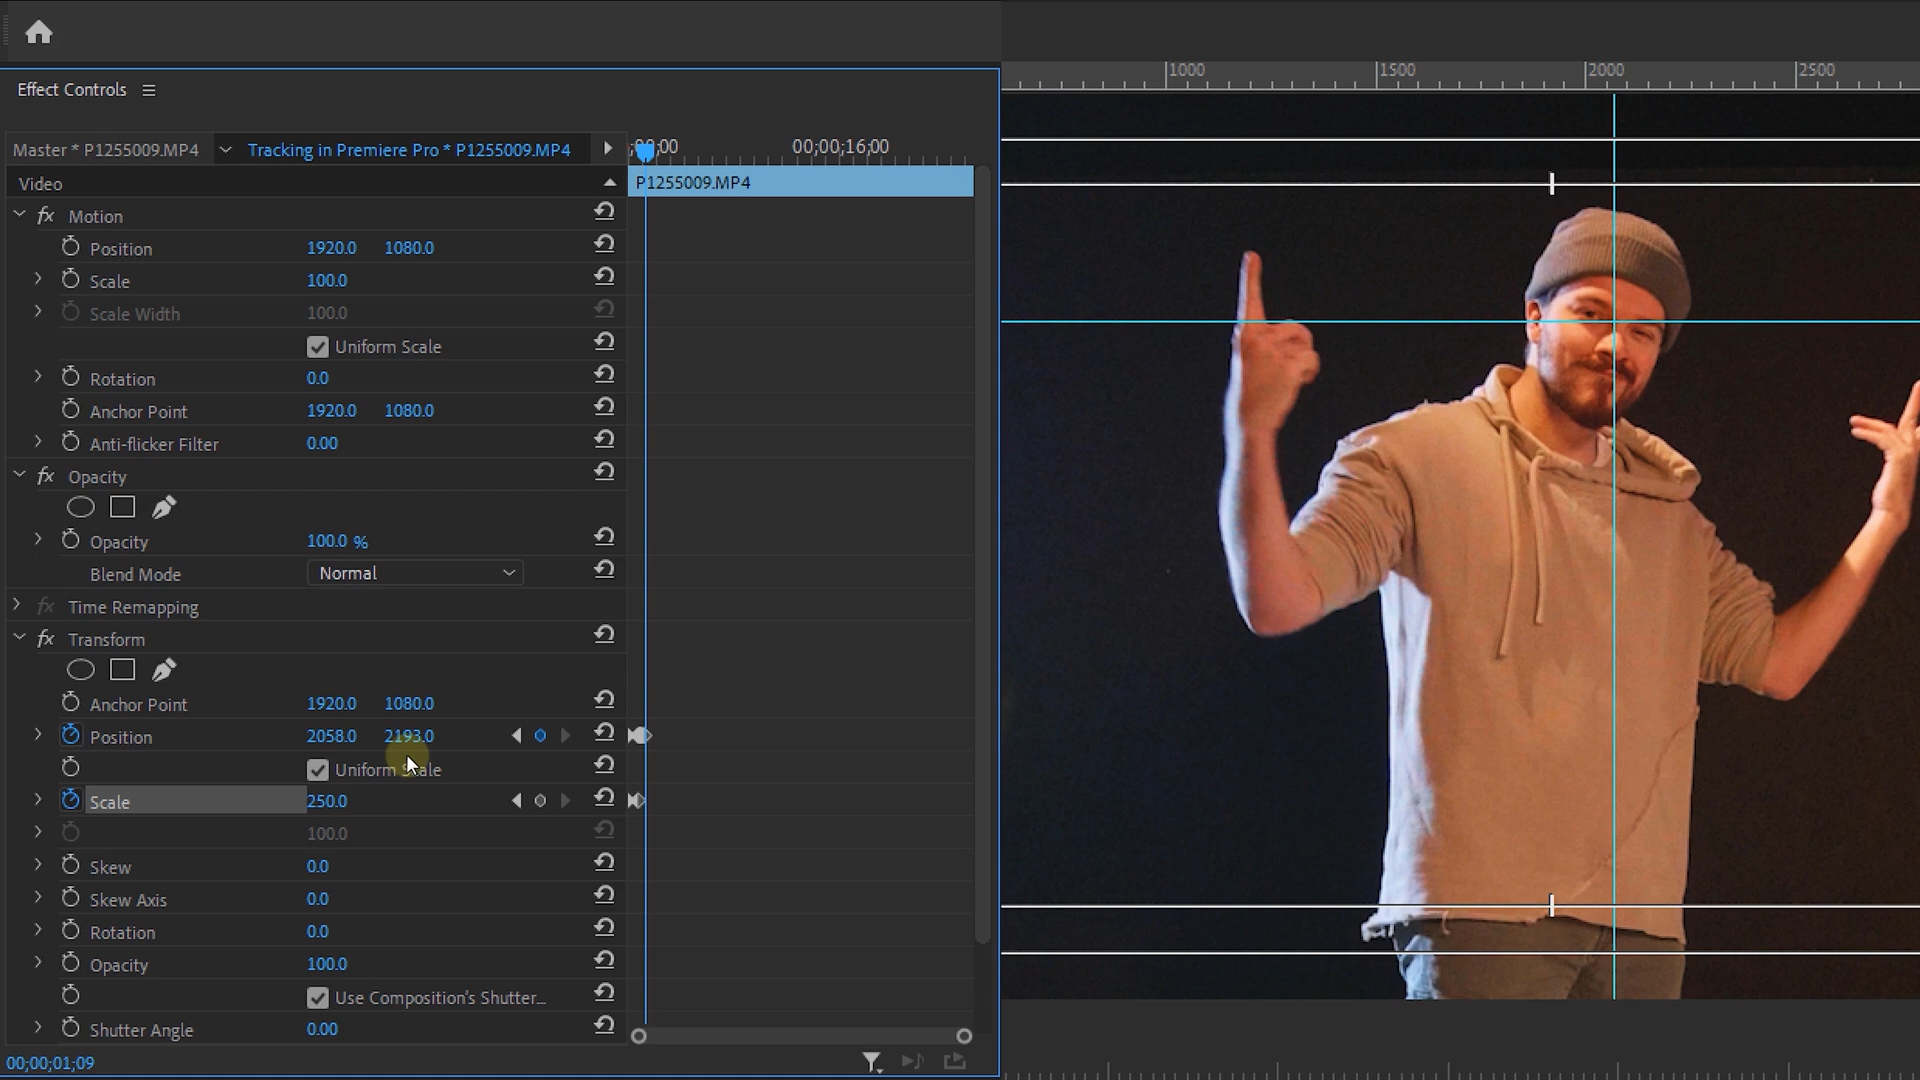 Effect Controls
1000 1500 2000 2500
Master * P1255009.MP4 Tracking in Premiere Pro * P1255009.MP4 00;00 00;00;16;00
Video P1255009.MP4
fx Motion
Position 1920.0 1080.0
Scale 100.0
Scale Width 100.0
Uniform Scale
Rotation 0.0
Anchor Point 1920.0 1080.0
Anti-flicker Filter 0.00
fx Opacity
Opacity 100.0 %
Blend Mode Normal
fx Time Remapping
fx Transform
Anchor Point 1920.0 1080.0
Position 2058.0 2193.0
Uniform Scale
Scale 250.0
100.0
Skew 0.0
Skew Axis 0.0
Rotation 0.0
Opacity 100.0
Use Composition's Shutter...
Shutter Angle 0.00
00;00;01;09